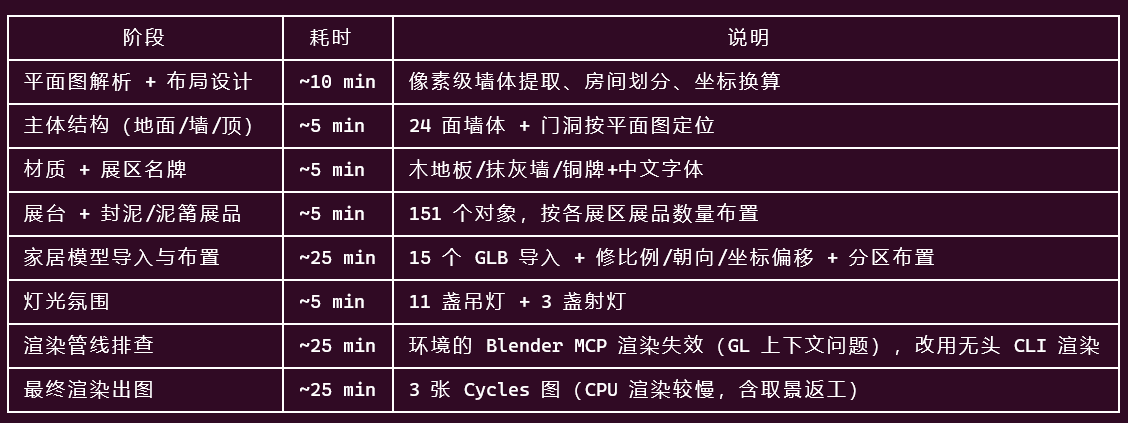 阶段 耗时 说明
平面图解析 + 布局设计 ~10 min 像素级墙体提取、房间划分、坐标换算
主体结构（地面/墙/顶） ~5 min 24 面墙体 + 门洞按平面图定位
材质 + 展区名牌 ~5 min 木地板/抹灰墙/铜牌+中文字体
展台 + 封泥/泥筩展品 ~5 min 151 个对象，按各展区展品数量布置
家居模型导入与布置 ~25 min 15 个 GLB 导入 + 修比例/朝向/坐标偏移 + 分区布置
灯光氛围 ~5 min 11 盏吊灯 + 3 盏射灯
渲染管线排查 ~25 min 环境的 Blender MCP 渲染失效（GL 上下文问题），改用无头 CLI 渲染
最终渲染出图 ~25 min 3 张 Cycles 图（CPU 渲染较慢，含取景返工）